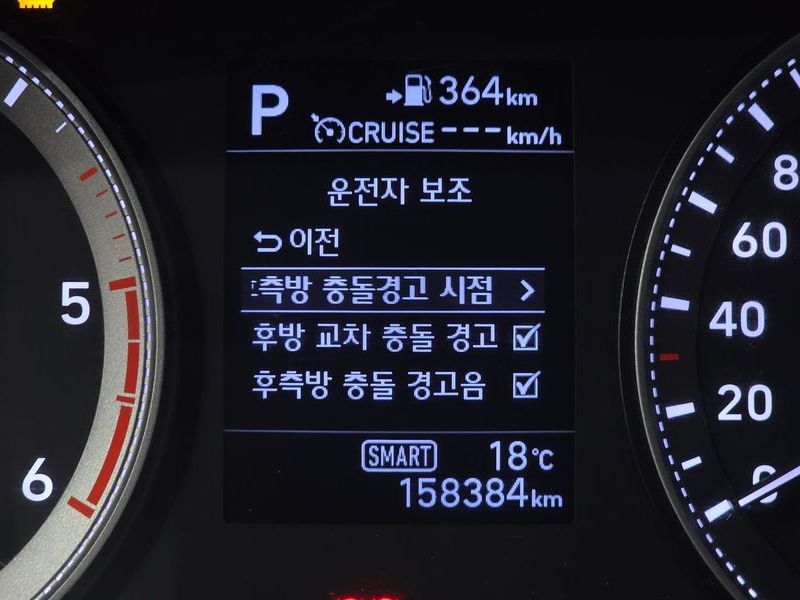 P
364km
CRUISE ---km/h
운전자 보조
이전
측방 충돌경고 시점
후방 교차 충돌 경고
후측방 충돌 경고음
SMART 18°C
158384km
5
6
8
60
40
20
0